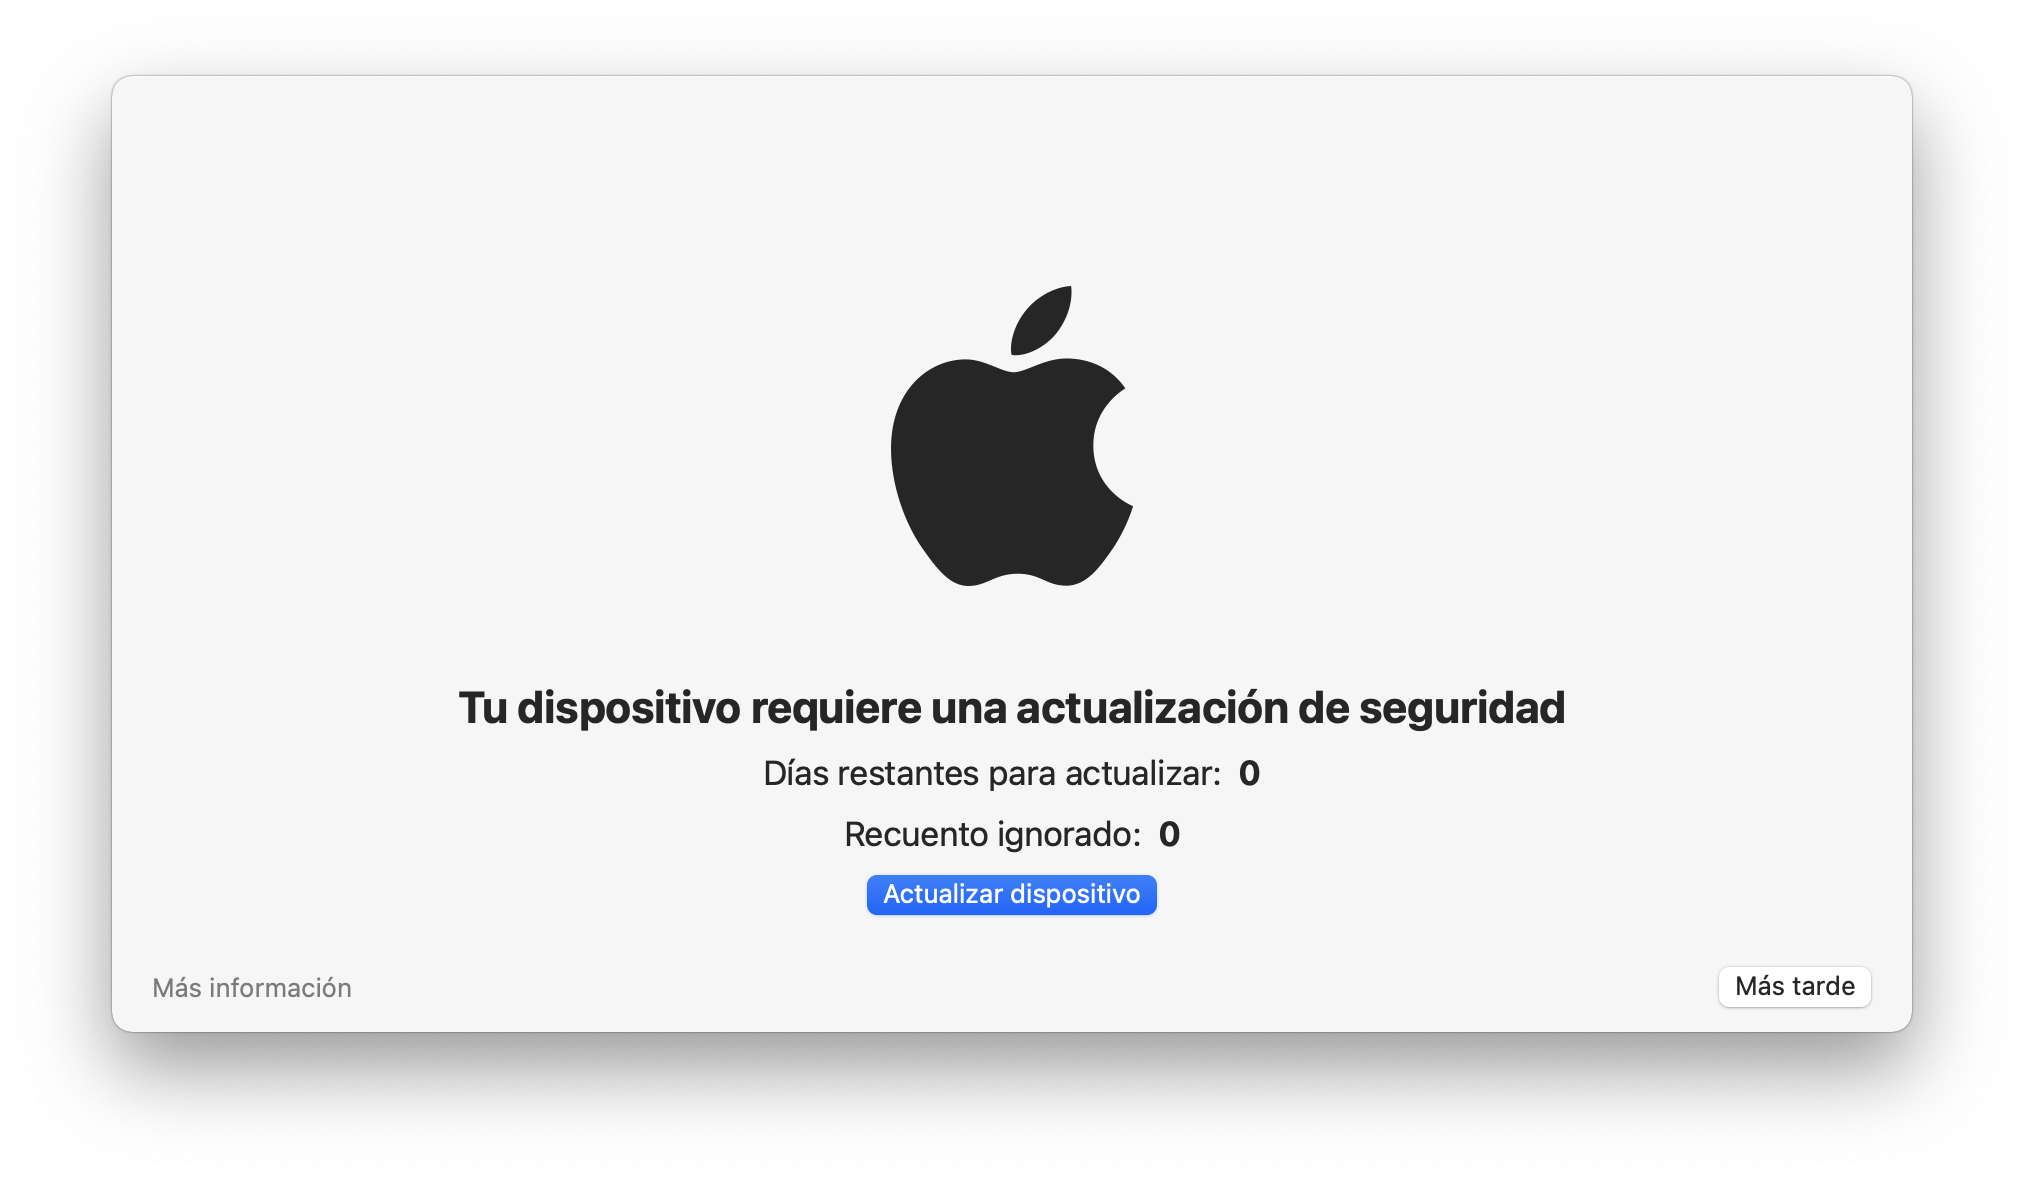 Tu dispositivo requiere una actualización de seguridad
Días restantes para actualizar: 0
Recuento ignorado: 0
Actualizar dispositivo
Más información
Más tarde